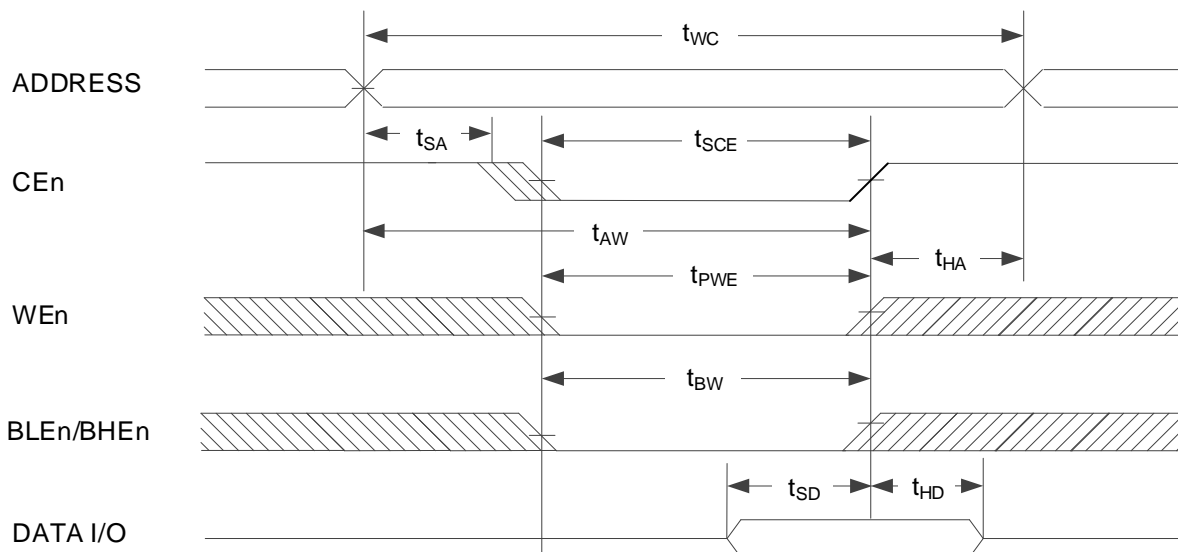 tWC
ADDRESS
tSA
tSCE
CEn
tAW
tHA
tPWE
WEn
tBW
BLEn/BHEn
tSD
tHD
DATA I/O